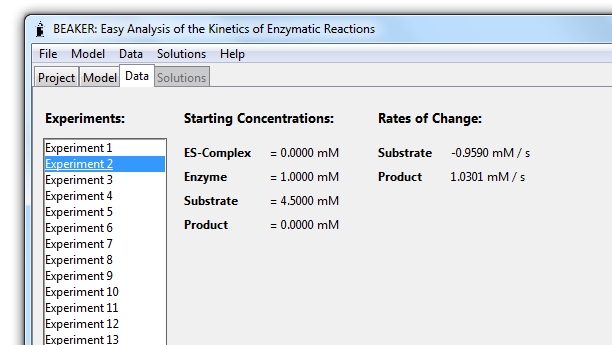 BEAKER: Easy Analysis of the Kinetics of Enzymatic Reactions
File Model Data Solutions Help
Project Model Data Solutions
Experiments: Starting Concentrations: Rates of Change:
Experiment 1
ES-Complex = 0.0000 mM Substrate -0.9590 mM / s
Experiment 2
Experiment 3
Enzyme = 1.0000 mM Product 1.0301 mM / s
Experiment 4
Substrate = 4.5000 mM
Experiment 5
Experiment 6
Product = 0.0000 mM
Experiment 7
Experiment 8
Experiment 9
Experiment 10
Experiment 11
Experiment 12
Experiment 13